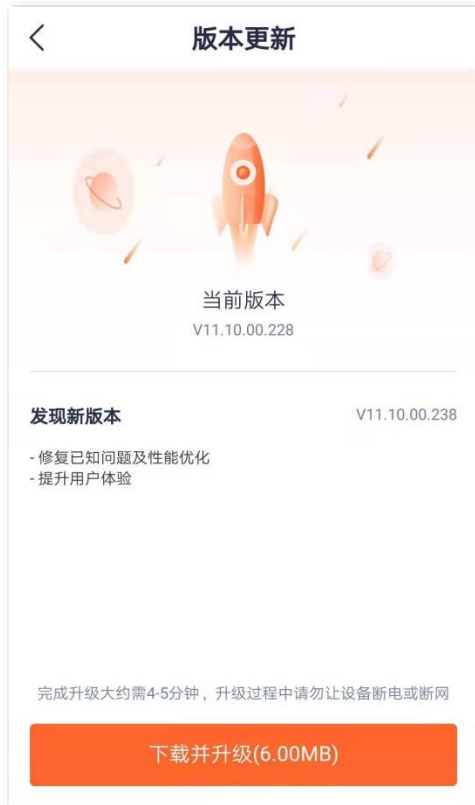 版本更新
当前版本
V11.10.00.228
发现新版本
V11.10.00.238
- 修复已知问题及性能优化
- 提升用户体验
完成升级大约需4-5分钟，升级过程中请勿让设备断电或断网
下载并升级(6.00MB)